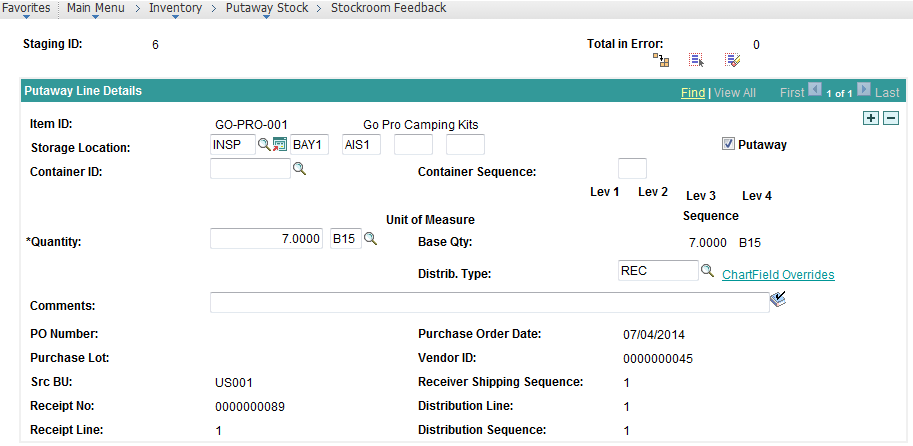 Favorites Main Menu > Inventory > Putaway Stock > Stockroom Feedback
Staging ID: 6 Total in Error: 0
Putaway Line Details Find | View All First 1 of 1 Last
Item ID: GO-PRO-001 Go Pro Camping Kits
Storage Location: INSP BAY1 AIS1 Putaway
Container ID: Container Sequence:
Lev 1 Lev 2 Lev 3 Lev 4
Unit of Measure Sequence
*Quantity: 7.0000 B15 Base Qty: 7.0000 B15
Distrib. Type: REC ChartField Overrides
Comments:
PO Number: Purchase Order Date: 07/04/2014
Purchase Lot: Vendor ID: 0000000045
Src BU: US001 Receiver Shipping Sequence: 1
Receipt No: 0000000089 Distribution Line: 1
Receipt Line: 1 Distribution Sequence: 1